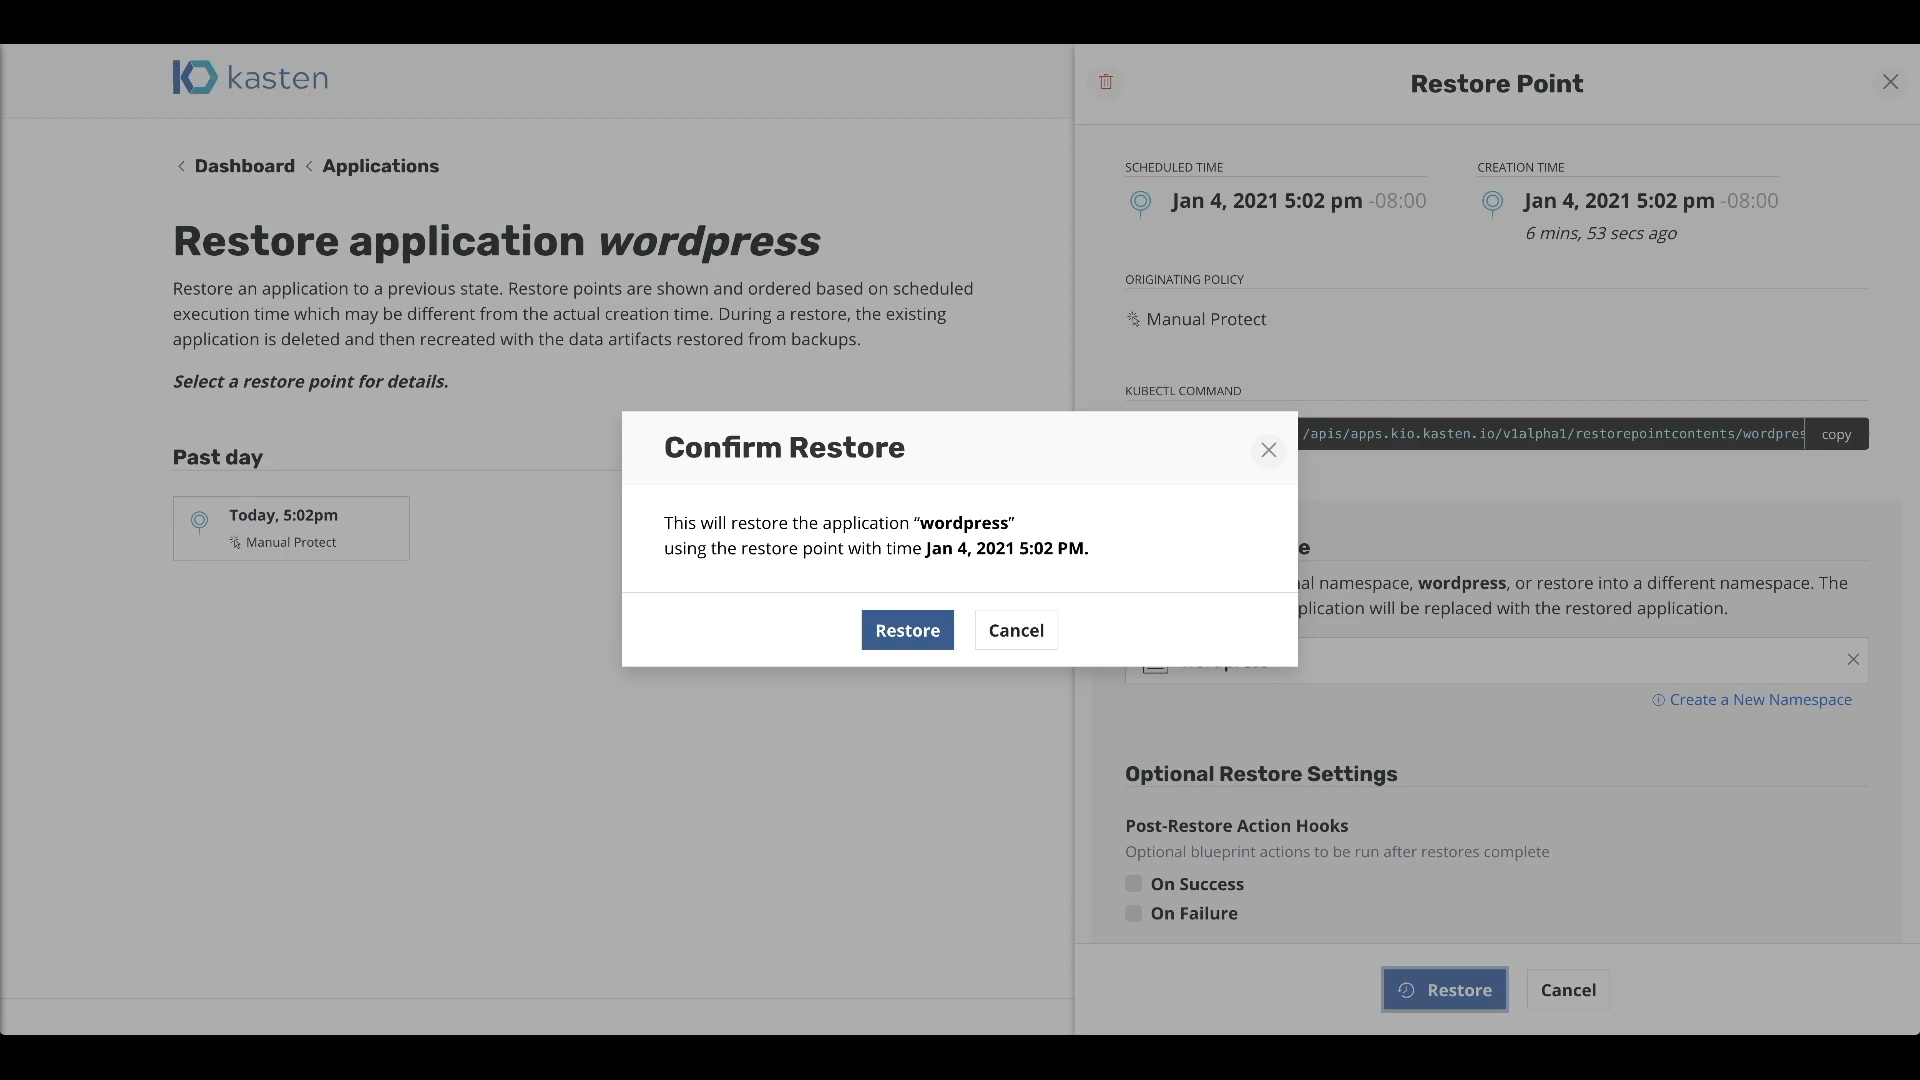 kasten
Dashboard Applications
Restore application wordpress
Restore an application to a previous state. Restore points are shown and ordered based on scheduled
execution time which may be different from the actual creation time. During a restore, the existing
application is deleted and then recreated with the data artifacts restored from backups.
Select a restore point for details.
Past day
Today, 5:02pm
Manual Protect
Restore Point
SCHEDULED TIME
Jan 4, 2021 5:02 pm -08:00
CREATION TIME
Jan 4, 2021 5:02 pm -08:00
6 mins, 53 secs ago
ORIGINATING POLICY
Manual Protect
KUBECTL COMMAND
/apis/apps.kio.kasten.io/v1alpha1/restorepointcontents/wordpres copy
namespace, wordpress, or restore into a different namespace. The
will be replaced with the restored application.
Create a New Namespace
Optional Restore Settings
Post-Restore Action Hooks
Optional blueprint actions to be run after restores complete
On Success
On Failure
Restore Cancel
Confirm Restore
This will restore the application “wordpress”
using the restore point with time Jan 4, 2021 5:02 PM.
Restore Cancel